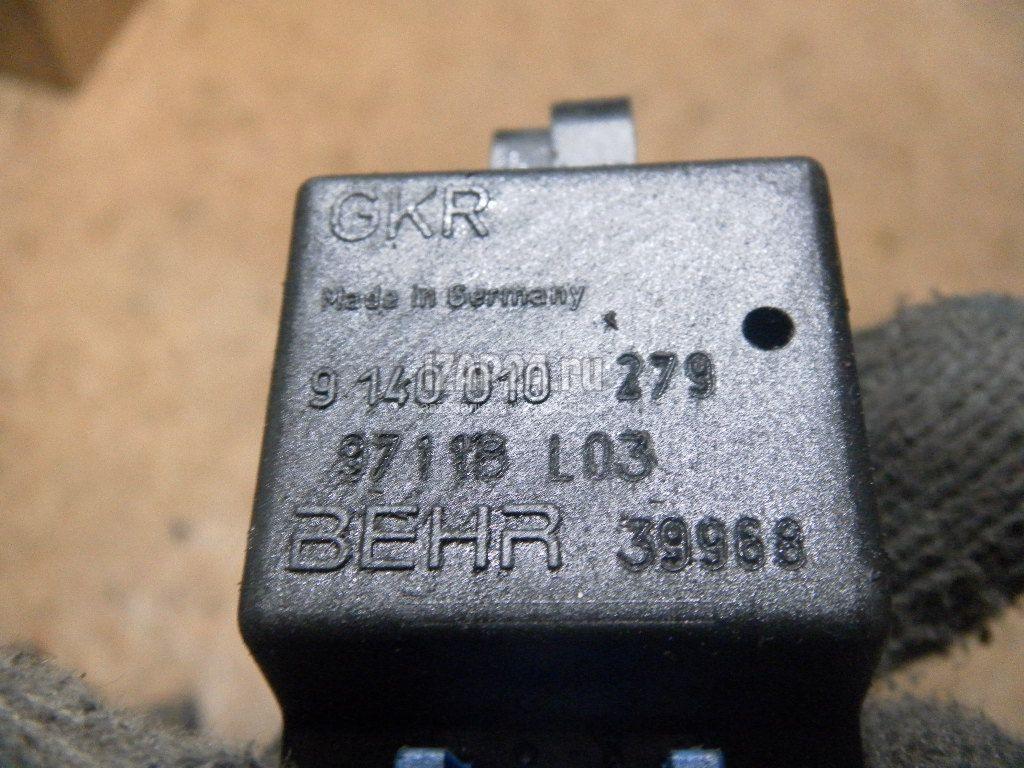 GKR
Made in Germany
9 140 010 279
97118 L03
BEHR 39968